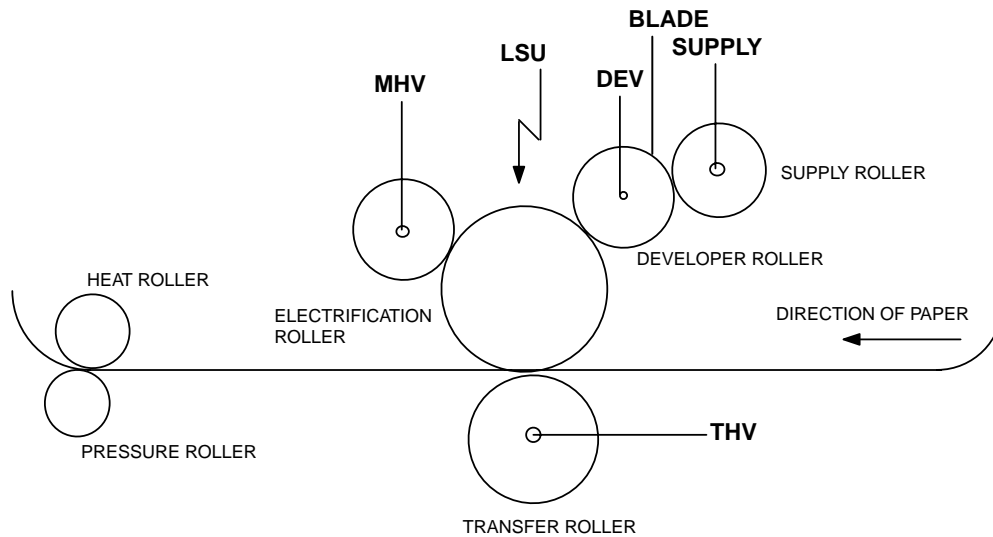 BLADE
SUPPLY
LSU
DEV
MHV
SUPPLY ROLLER
DEVELOPER ROLLER
HEAT ROLLER
ELECTRIFICATION
ROLLER
DIRECTION OF PAPER
THV
PRESSURE ROLLER
TRANSFER ROLLER